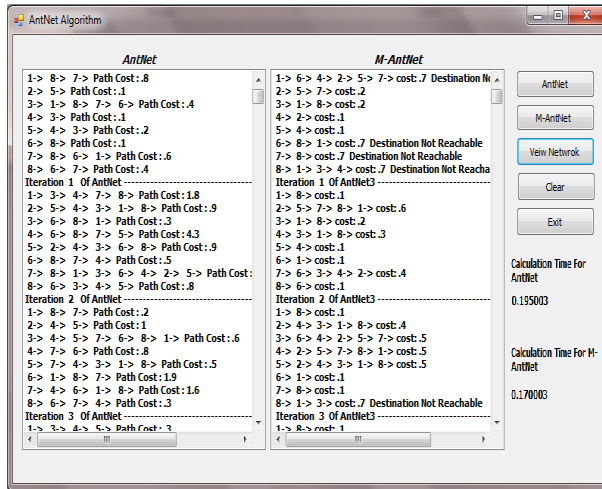 AntNet Algorithm
AntNet
1-> 8-> 7-> Path Cost : .8
2-> 5-> Path Cost : .1
3-> 1-> 8-> 7-> 6-> Path Cost : .4
4-> 3-> Path Cost : .1
5-> 4-> 3-> Path Cost : .2
6-> 8-> Path Cost : .1
7-> 8-> 6-> 1-> Path Cost : .6
8-> 6-> 7-> Path Cost : .4
Iteration 1 Of AntNet -----------------------------------
1-> 3-> 4-> 7-> 8-> Path Cost : 1.8
2-> 5-> 4-> 3-> 1-> 8-> Path Cost : .9
3-> 6-> 8-> 1-> Path Cost : .3
4-> 6-> 8-> 7-> 5-> Path Cost : 4.3
5-> 2-> 4-> 3-> 6-> 8-> Path Cost : .9
6-> 8-> 7-> 4-> Path Cost : .5
7-> 8-> 1-> 3-> 6-> 4-> 2-> 5-> Path Cost :
8-> 6-> 3-> 4-> 5-> Path Cost : .8
Iteration 2 Of AntNet -----------------------------------
1-> 8-> 7-> Path Cost : .2
2-> 4-> 5-> Path Cost : 1
3-> 4-> 5-> 7-> 6-> 8-> 1-> Path Cost : .6
4-> 7-> 6-> Path Cost : .8
5-> 7-> 4-> 3-> 1-> 8-> Path Cost : .5
6-> 1-> 8-> 7-> Path Cost : 1.9
7-> 4-> 6-> 1-> 8-> Path Cost : 1.6
8-> 6-> 7-> 4-> Path Cost : .3
Iteration 3 Of AntNet -----------------------------------
1-> 3-> 4-> 5-> Path Cost : .3
M-AntNet
1-> 6-> 4-> 2-> 5-> 7-> cost: .7 Destination No
2-> 5-> 7-> cost: .2
3-> 1-> 8-> cost: .2
4-> 2-> cost: .1
5-> 4-> cost: .1
6-> 8-> 1-> cost: .7 Destination Not Reachable
7-> 8-> cost: .7 Destination Not Reachable
8-> 1-> 3-> 4-> cost: .7 Destination Not Reacha
Iteration 1 Of AntNet3 -----------------------------------
1-> 8-> cost: .1
2-> 5-> 7-> 8-> 1-> cost: .6
3-> 1-> 8-> cost: .2
4-> 3-> 1-> 8-> cost: .3
5-> 4-> cost: .1
6-> 1-> cost: .1
7-> 6-> 3-> 4-> 2-> cost: .4
8-> 6-> cost: .1
Iteration 2 Of AntNet3 -----------------------------------
1-> 8-> cost: .1
2-> 4-> 3-> 1-> 8-> cost: .4
3-> 6-> 4-> 2-> 5-> 7-> cost: .5
4-> 2-> 5-> 7-> 8-> 1-> cost: .5
5-> 2-> 4-> 3-> 1-> 8-> cost: .5
6-> 1-> cost: .1
7-> 8-> cost: .1
8-> 1-> 3-> cost: .7 Destination Not Reachable
Iteration 3 Of AntNet3 -----------------------------------
1-> 8-> cost: .1
AntNet
M-AntNet
Veiw Netwrok
Clear
Exit
Calculation Time For
AntNet
0.195003
Calculation Time For M-
AntNet
0.170003